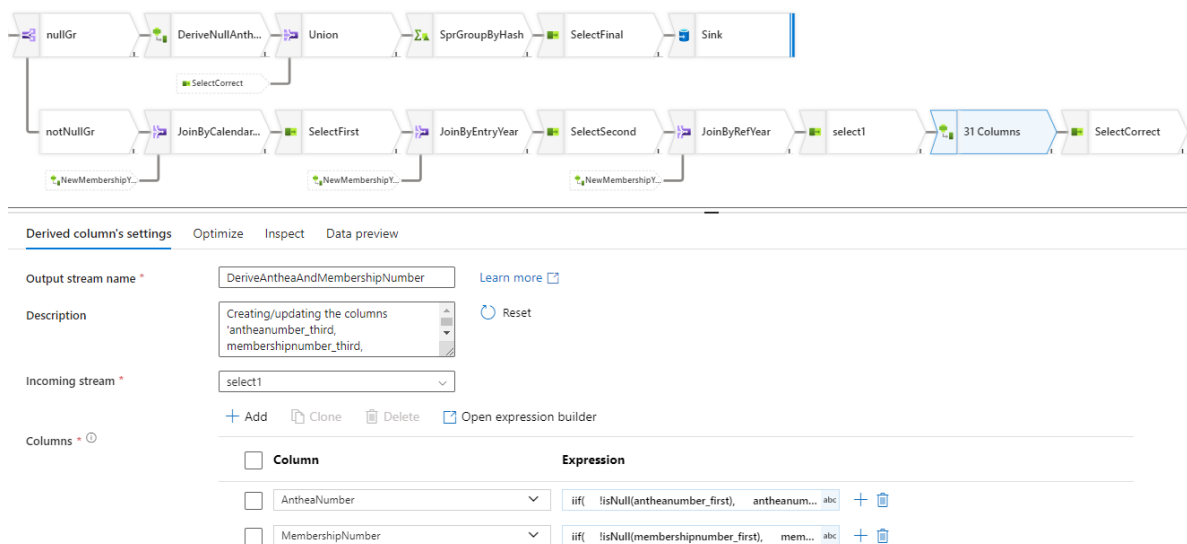 nullGr DeriveNullAnth... Union SprGroupByHash SelectFinal Sink
SelectCorrect
notNullGr JoinByCalendar... SelectFirst JoinByEntryYear SelectSecond JoinByRefYear select1 31 Columns SelectCorrect
NewMembershipY... NewMembershipY... NewMembershipY...
Derived column's settings Optimize Inspect Data preview
Output stream name * DeriveAntheaAndMembershipNumber Learn more
Description Creating/updating the columns Reset
'antheanumber_third,
membershipnumber_third,
Incoming stream * select1
+ Add Clone Delete Open expression builder
Columns *
Column Expression
AntheaNumber iif( !isNull(antheanumber_first), antheanum... abc
MembershipNumber iif( !isNull(membershipnumber_first), mem... abc